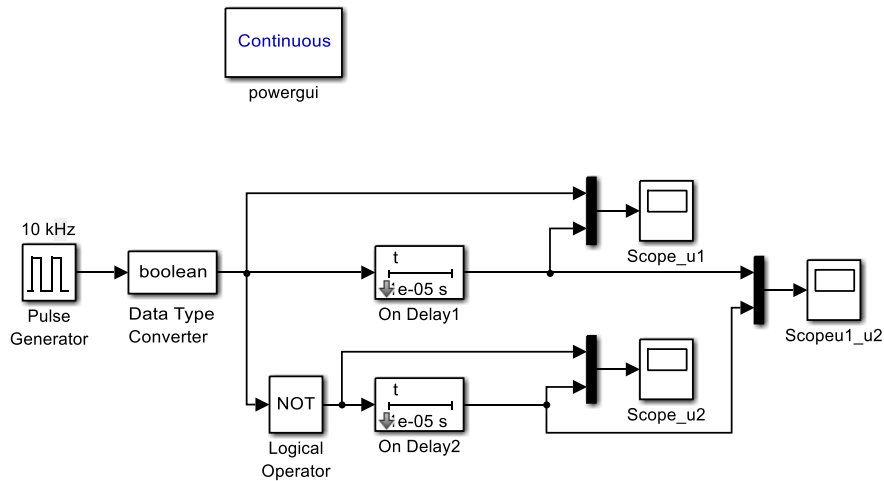 Continuous
powergui
10 kHz
Pulse
Generator
boolean
Data Type
Converter
t
e-05 s
On Delay1
Scope_u1
Scopeu1_u2
NOT
Logical
Operator
t
e-05 s
On Delay2
Scope_u2